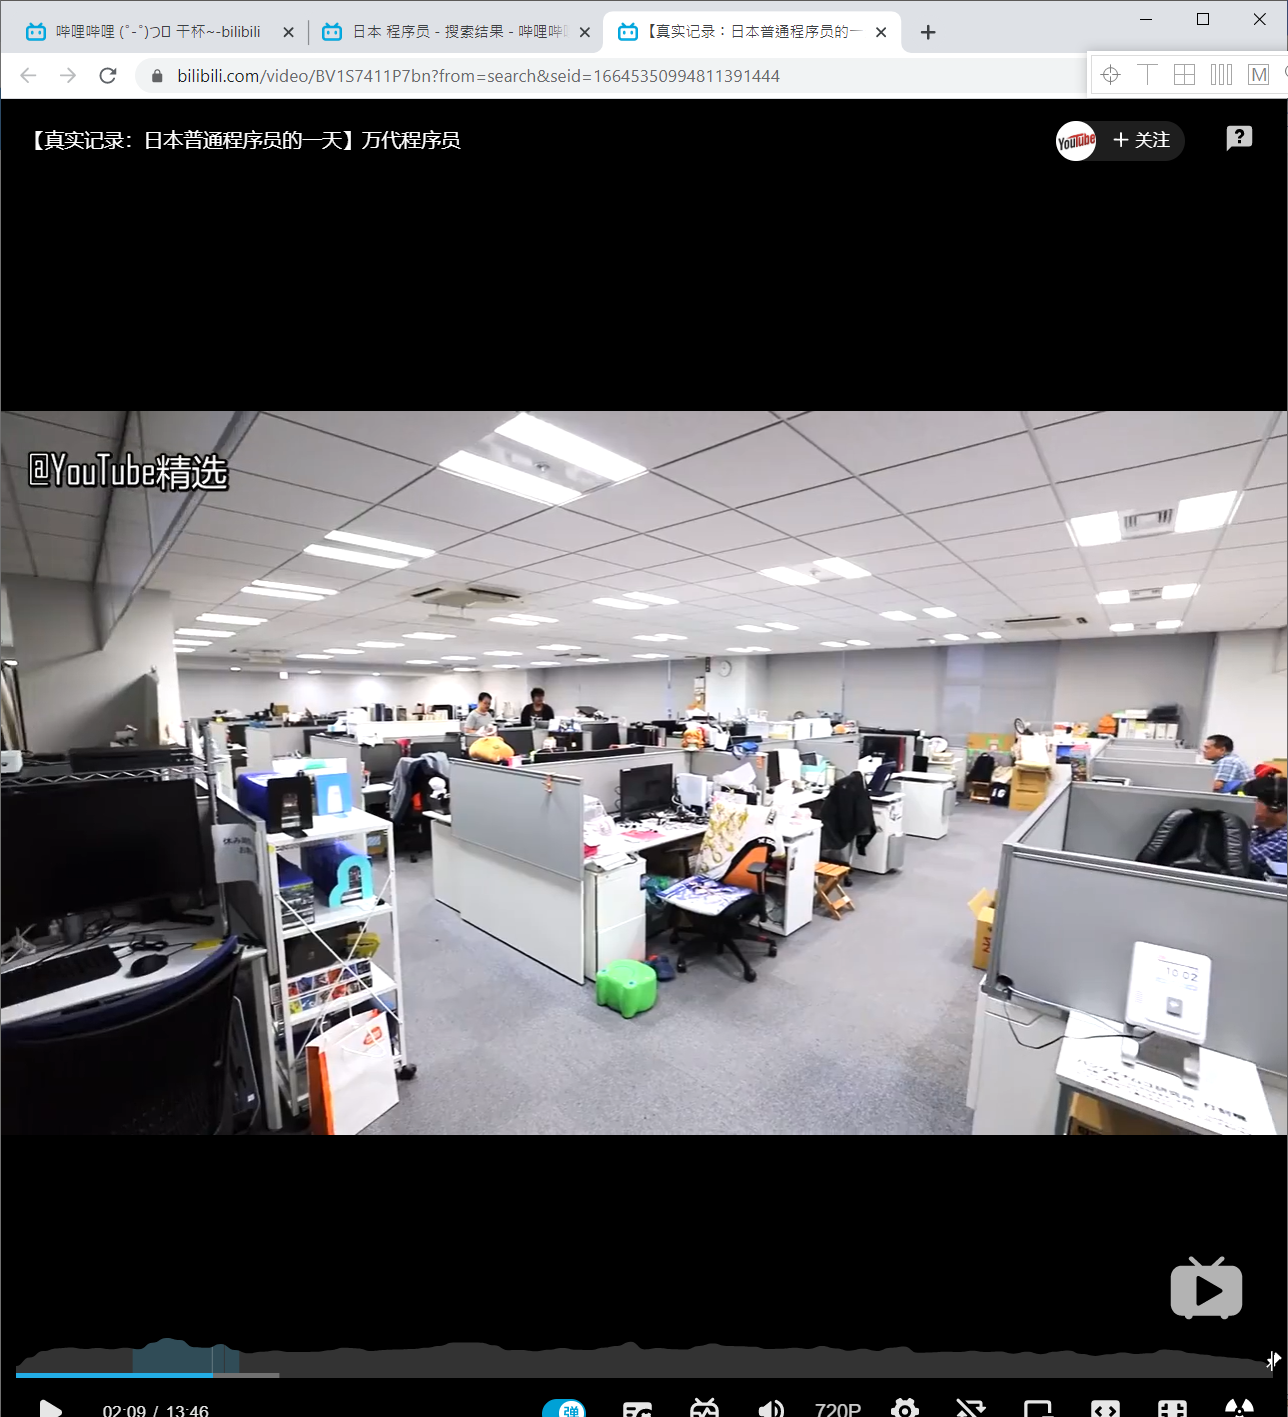 哔哩哔哩 (゜-゜)つロ 干杯~-bilibili
日本 程序员 - 搜索结果 - 哔哩哔
【真实记录：日本普通程序员的一
bilibili.com/video/BV1S7411P7bn?from=search&seid=16645350994811391444
M
【真实记录：日本普通程序员的一天】万代程序员
YouTube
+ 关注
?
@YouTube精选
10:02
02:09 / 13:46
弹
720P